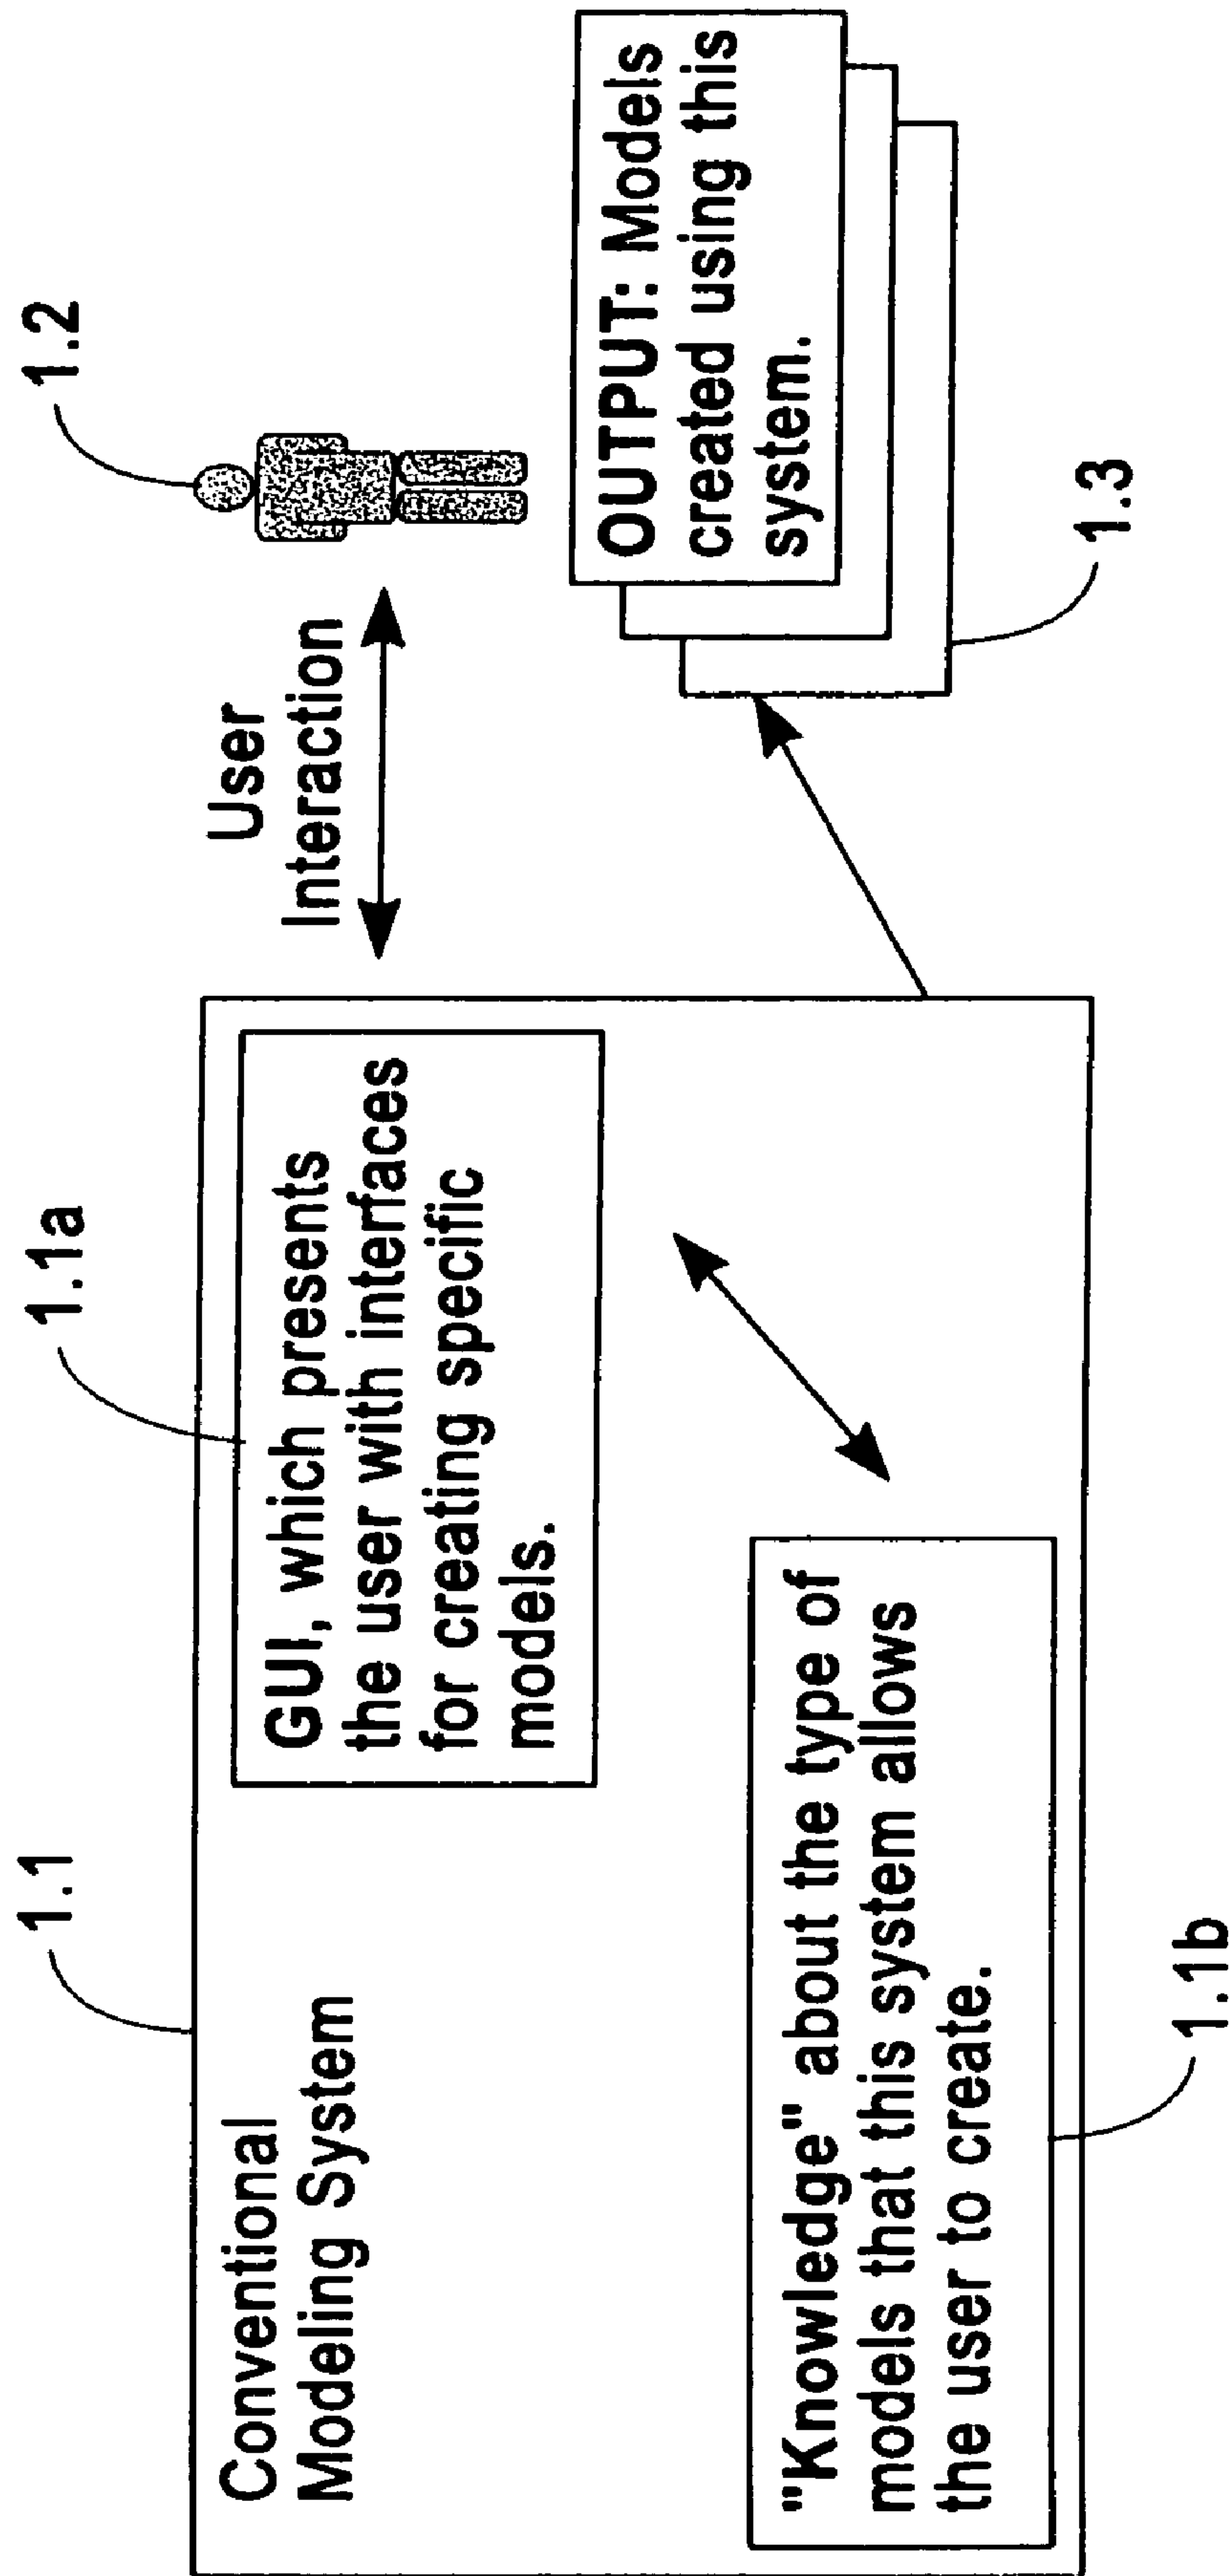 1.1
Conventional
Modeling System
1.1a
GUI, which presents
the user with interfaces
for creating specific
models.
"Knowledge" about the type of
models that this system allows
the user to create.
1.1b
User
Interaction
1.2
OUTPUT: Models
created using this
system.
1.3